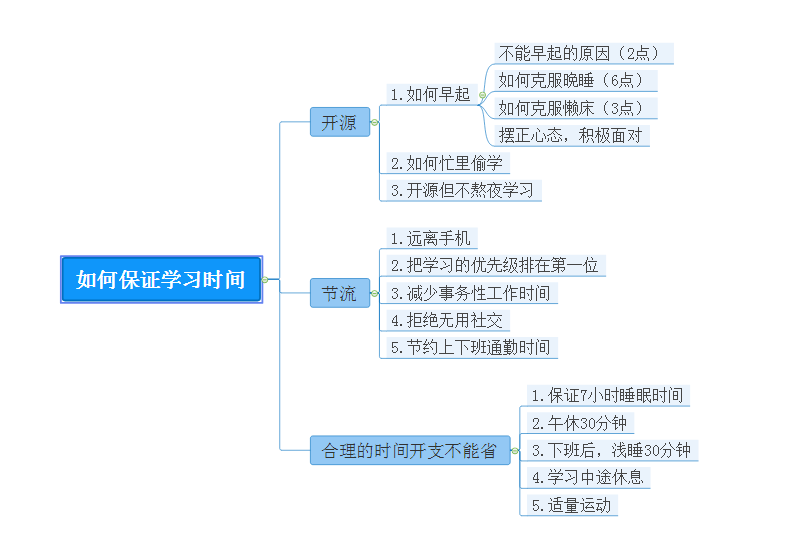 如何保证学习时间
开源
1.如何早起
不能早起的原因（2点）
如何克服晚睡（6点）
如何克服懒床（3点）
摆正心态，积极面对
2.如何忙里偷学
3.开源但不熬夜学习
节流
1.远离手机
2.把学习的优先级排在第一位
3.减少事务性工作时间
4.拒绝无用社交
5.节约上下班通勤时间
合理的时间开支不能省
1.保证7小时睡眠时间
2.午休30分钟
3.下班后，浅睡30分钟
4.学习中途休息
5.适量运动